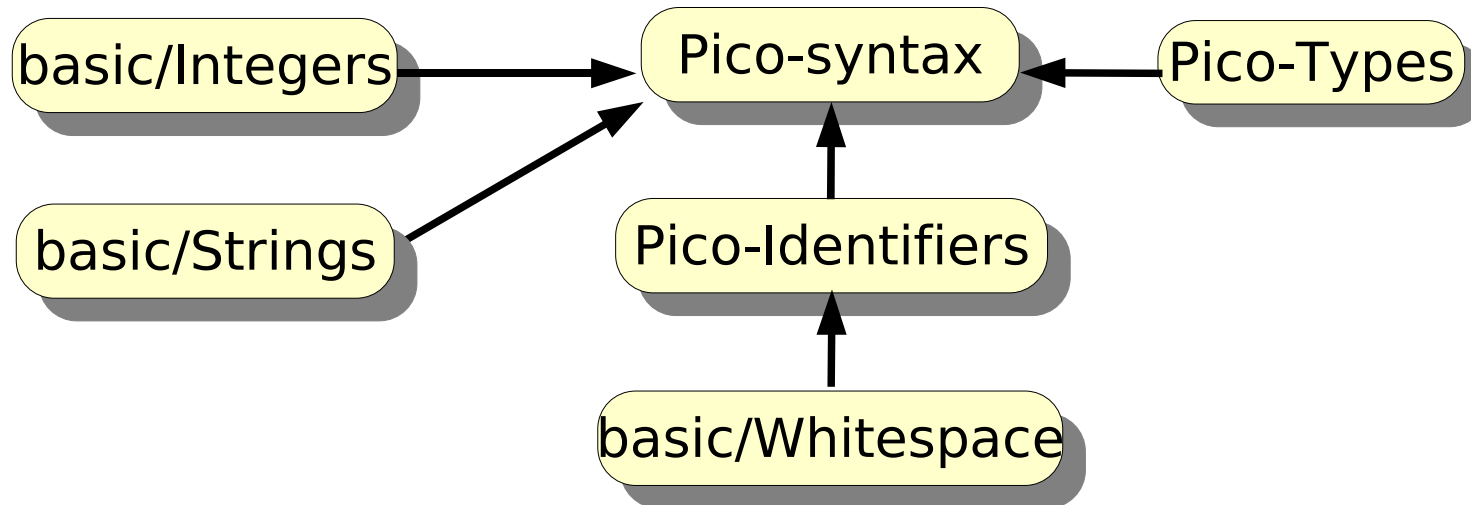 basic/Integers
Pico-syntax
Pico-Types
basic/Strings
Pico-Identifiers
basic/Whitespace